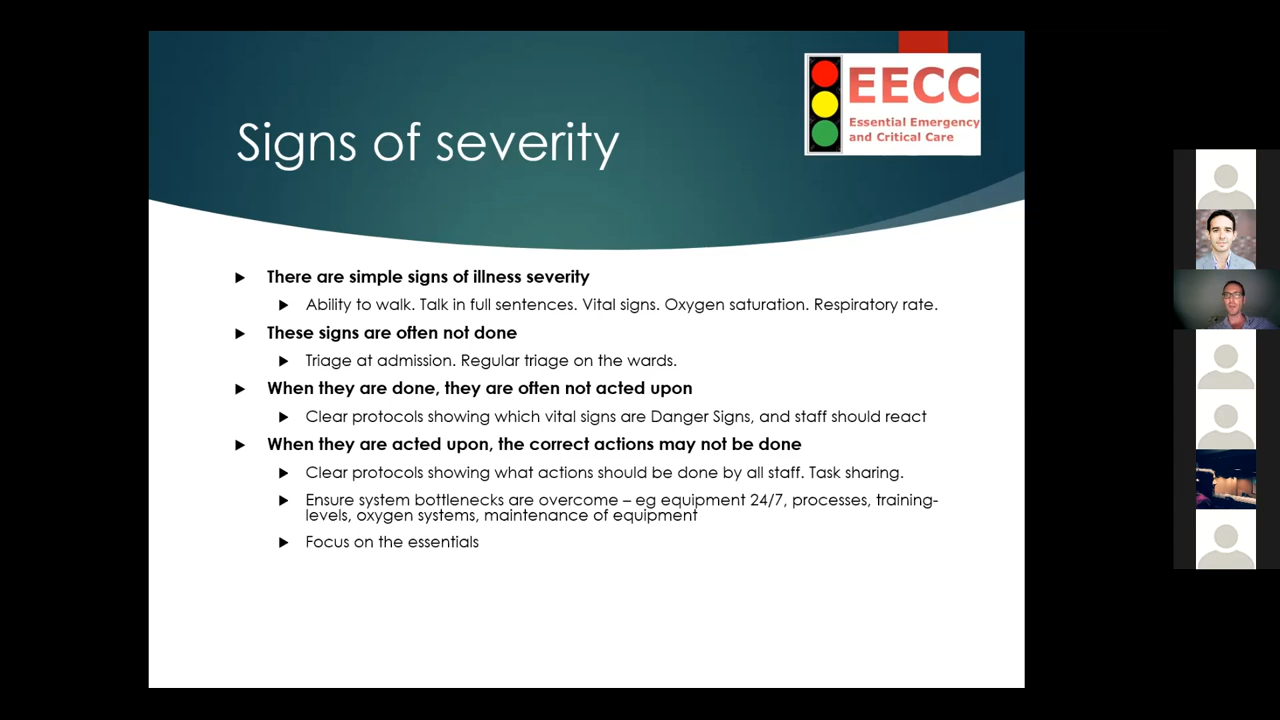 Signs of severity
EECC
Essential Emergency
and Critical Care
There are simple signs of illness severity
Ability to walk. Talk in full sentences. Vital signs. Oxygen saturation. Respiratory rate.
These signs are often not done
Triage at admission. Regular triage on the wards.
When they are done, they are often not acted upon
Clear protocols showing which vital signs are Danger Signs, and staff should react
When they are acted upon, the correct actions may not be done
Clear protocols showing what actions should be done by all staff. Task sharing.
Ensure system bottlenecks are overcome – eg equipment 24/7, processes, training-
levels, oxygen systems, maintenance of equipment
Focus on the essentials